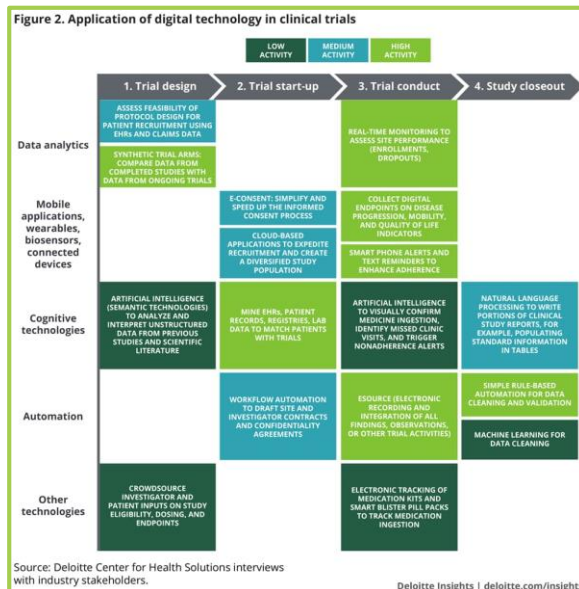 Figure 2. Application of digital technology in clinical trials
LOW
ACTIVITY
MEDIUM
ACTIVITY
HIGH
ACTIVITY
1. Trial design
2. Trial start-up
3. Trial conduct
4. Study closeout
Data analytics
ASSESS FEASIBILITY OF
PROTOCOL DESIGN FOR
PATIENT RECRUITMENT USING
EHRs AND CLAIMS DATA
SYNTHETIC TRIAL ARMS:
COMPARE DATA FROM
COMPLETED STUDIES WITH
DATA FROM ONGOING TRIALS
REAL-TIME MONITORING TO
ASSESS SITE PERFORMANCE
(ENROLLMENTS,
DROPOUTS)
Mobile
applications,
wearables,
biosensors,
connected
devices
E-CONSENT: SIMPLIFY AND
SPEED UP THE INFORMED
CONSENT PROCESS
CLOUD-BASED
APPLICATIONS TO EXPEDITE
RECRUITMENT AND CREATE
A DIVERSIFIED STUDY
POPULATION
COLLECT DIGITAL
ENDPOINTS ON DISEASE
PROGRESSION, MOBILITY,
AND QUALITY OF LIFE
INDICATORS
SMART PHONE ALERTS AND
TEXT REMINDERS TO
ENHANCE ADHERENCE
Cognitive
technologies
ARTIFICIAL INTELLIGENCE
(SEMANTIC TECHNOLOGIES) TO
ANALYZE AND
INTERPRET UNSTRUCTURED
DATA FROM PREVIOUS
STUDIES AND SCIENTIFIC
LITERATURE
MINE EHRs, PATIENT
RECORDS, REGISTRIES, LAB
DATA TO MATCH PATIENTS
WITH TRIALS
ARTIFICIAL INTELLIGENCE
TO VISUALLY CONFIRM
MEDICINE INGESTION,
IDENTIFY MISSED CLINIC
VISITS, AND TRIGGER
NONADHERENCE ALERTS
NATURAL LANGUAGE
PROCESSING TO WRITE
PORTIONS OF CLINICAL
STUDY REPORTS, FOR
EXAMPLE, POPULATING
STANDARD INFORMATION
IN TABLES
Automation
WORKFLOW AUTOMATION
TO DRAFT SITE AND
INVESTIGATOR CONTRACTS
AND CONFIDENTIALITY
AGREEMENTS
ESOURCE (ELECTRONIC
RECORDING AND
INTEGRATION OF ALL
FINDINGS, OBSERVATIONS,
OR OTHER TRIAL ACTIVITIES)
SIMPLE RULE-BASED
AUTOMATION FOR DATA
CLEANING AND VALIDATION
MACHINE LEARNING FOR
DATA CLEANING
Other
technologies
CROWDSOURCE
INVESTIGATOR AND
PATIENT INPUTS ON STUDY
ELIGIBILITY, DOSING, AND
ENDPOINTS
ELECTRONIC TRACKING OF
MEDICATION KITS AND
SMART BLISTER PILL PACKS
TO TRACK MEDICATION
INGESTION
Source: Deloitte Center for Health Solutions interviews
with industry stakeholders.
Deloitte Insights | deloitte.com/insight